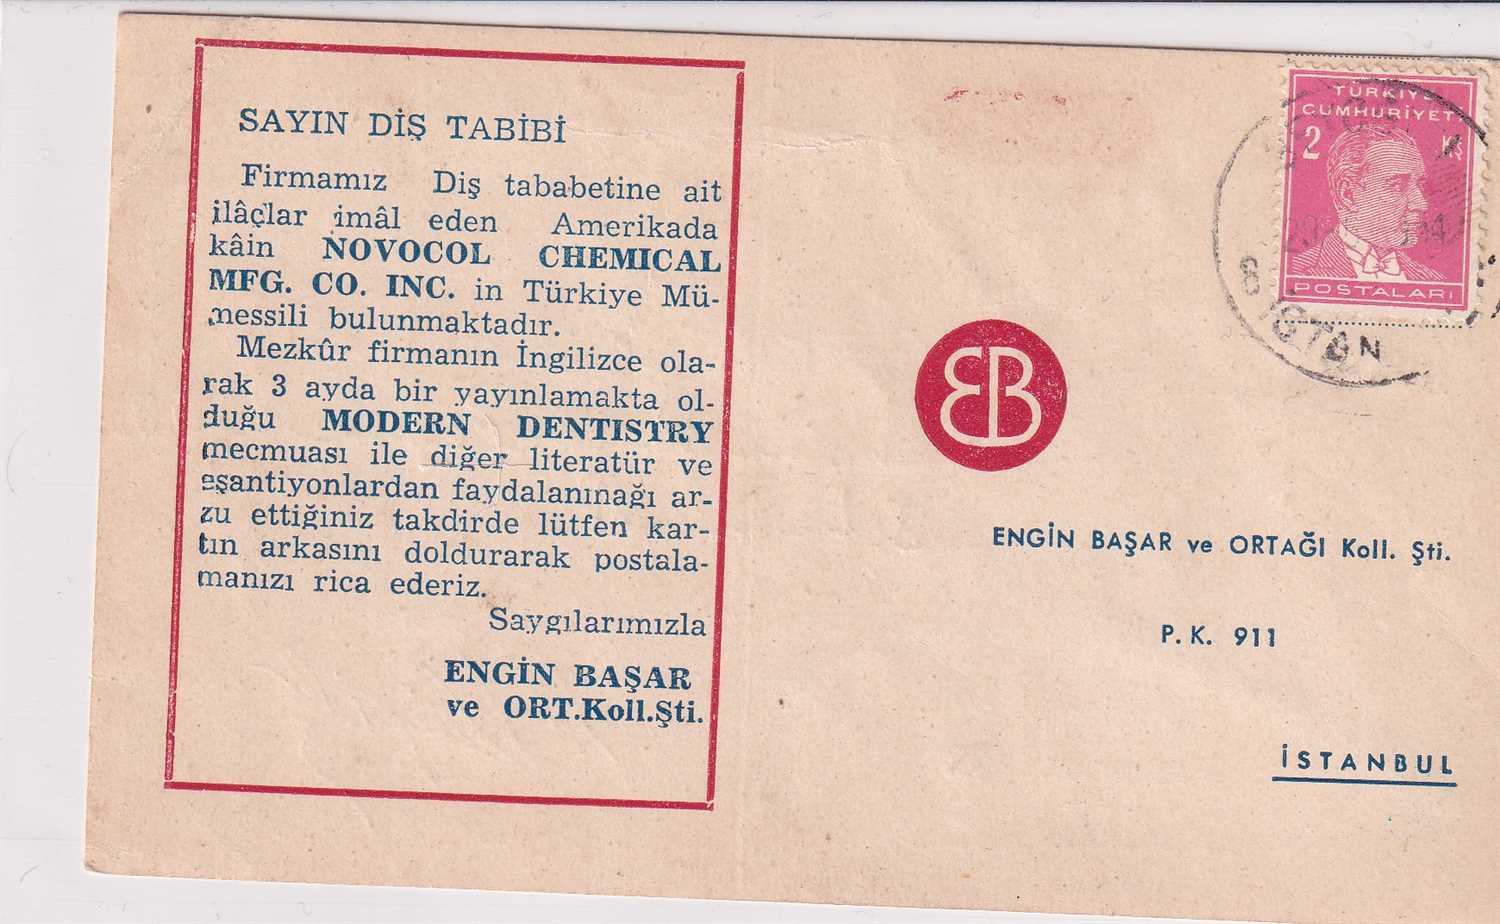 SAYIN DİŞ TABİBİ
Firmamız Diş tababetine ait
ilâçlar imâl eden Amerikada
kâin NOVOCOL CHEMICAL
MFG. CO. INC. in Türkiye Mü-
messili bulunmaktadır.
Mezkûr firmanın İngilizce ola-
rak 3 ayda bir yayınlamakta ol-
duğu MODERN DENTISTRY
mecmuası ile diğer literatür ve
eşantiyonlardan faydalanmağı ar-
zu ettiğiniz takdirde lütfen kar-
tın arkasını doldurarak postala-
manızı rica ederiz.
Saygılarımızla
ENGİN BAŞAR
ve ORT.Koll.Şti.
TÜRKİYE
CUMHURİYETİ
2 Kş
POSTALARI
EB
ENGİN BAŞAR ve ORTAĞI Koll. Şti.
P. K. 911
İSTANBUL